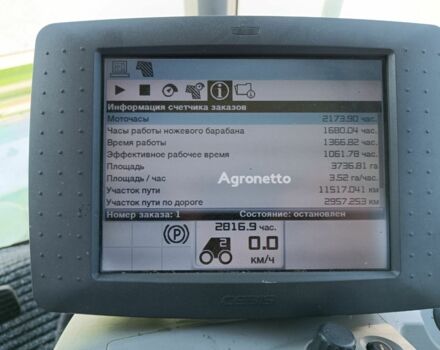 Информация счетчика заказов
Моточасы 2173.90 час.
Часы работы ножевого барабана 1680.04 час.
Время работы 1366.82 час.
Эффективное рабочее время 1061.78 час.
Площадь 3736.81 га
Площадь / час 3.52 га/час.
Участок пути 11517.041 км
Участок пути по дороге 2957.253 км
Номер заказа: 1 Состояние: остановлен
2816.9 час.
P 2 0.0
км/ч
Agronetto
CEBIS